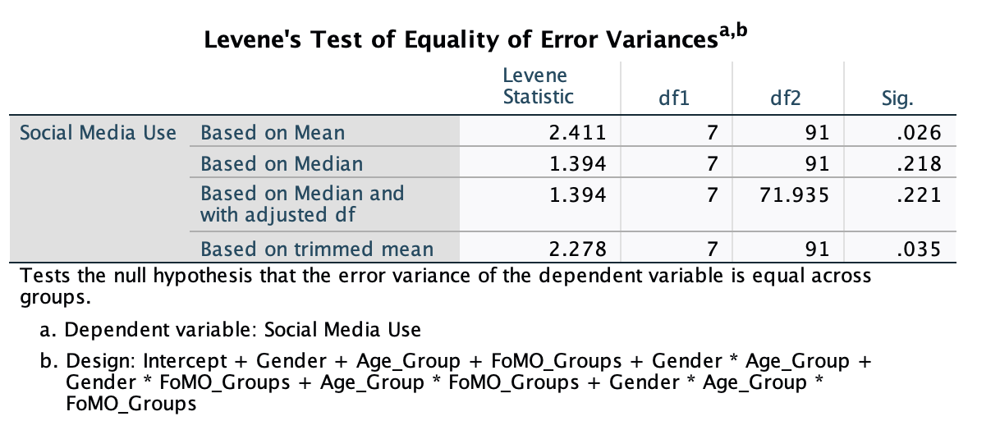 Levene's Test of Equality of Error Variancesa,b
Levene Statistic df1 df2 Sig.
Social Media Use Based on Mean 2.411 7 91 .026
Based on Median 1.394 7 91 .218
Based on Median and with adjusted df 1.394 7 71.935 .221
Based on trimmed mean 2.278 7 91 .035
Tests the null hypothesis that the error variance of the dependent variable is equal across
groups.
a. Dependent variable: Social Media Use
b. Design: Intercept + Gender + Age_Group + FoMO_Groups + Gender * Age_Group +
Gender * FoMO_Groups + Age_Group * FoMO_Groups + Gender * Age_Group *
FoMO_Groups